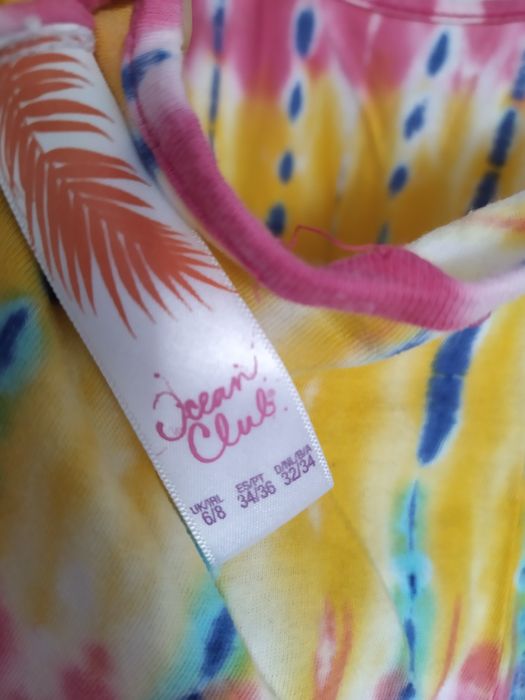 Ocean
Club
UK/IRL ES/PT D/NL/B/A
6/8 34/36 32/34